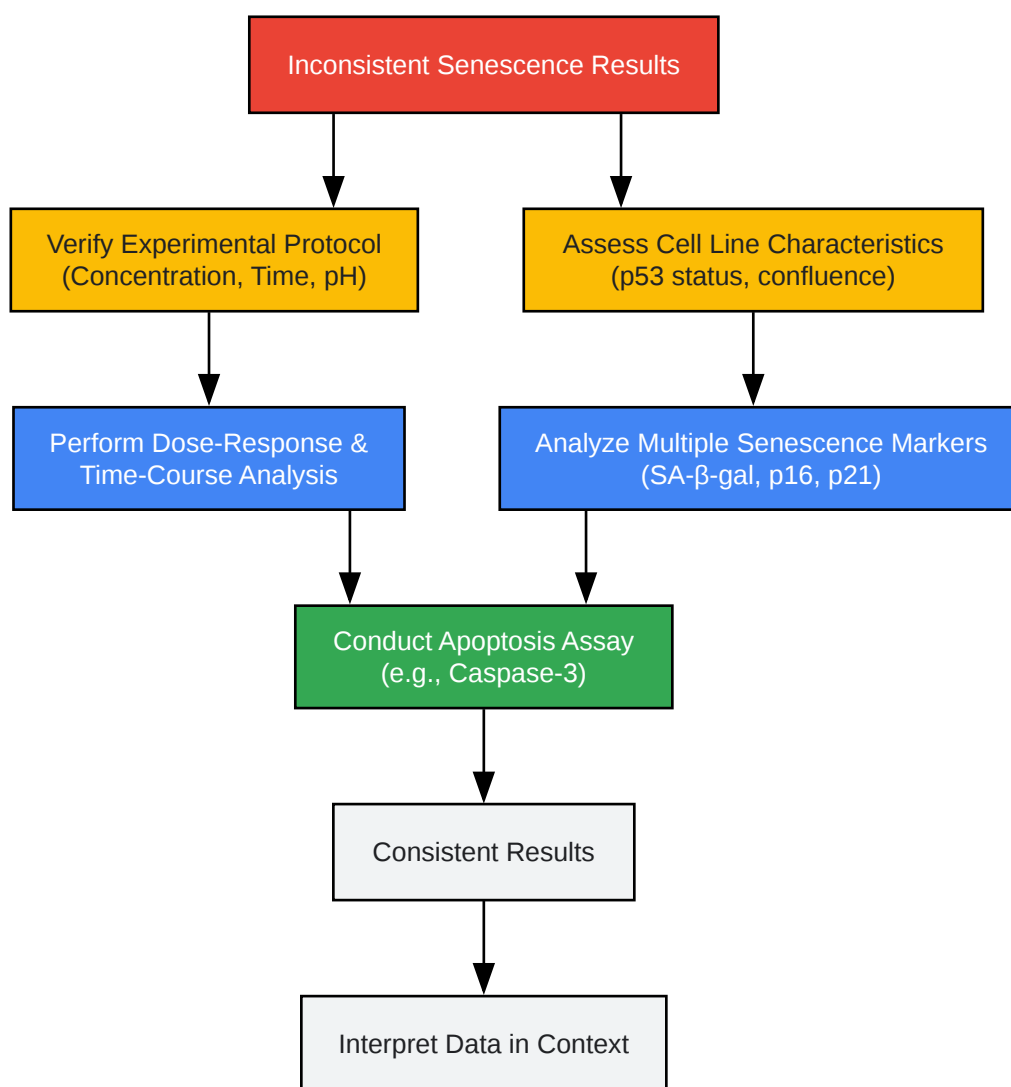 Inconsistent Senescence Results
Verify Experimental Protocol
(Concentration, Time, pH)
Assess Cell Line Characteristics
(p53 status, confluence)
Perform Dose-Response &
Time-Course Analysis
Analyze Multiple Senescence Markers
(SA-β-gal, p16, p21)
Conduct Apoptosis Assay
(e.g., Caspase-3)
Consistent Results
Interpret Data in Context